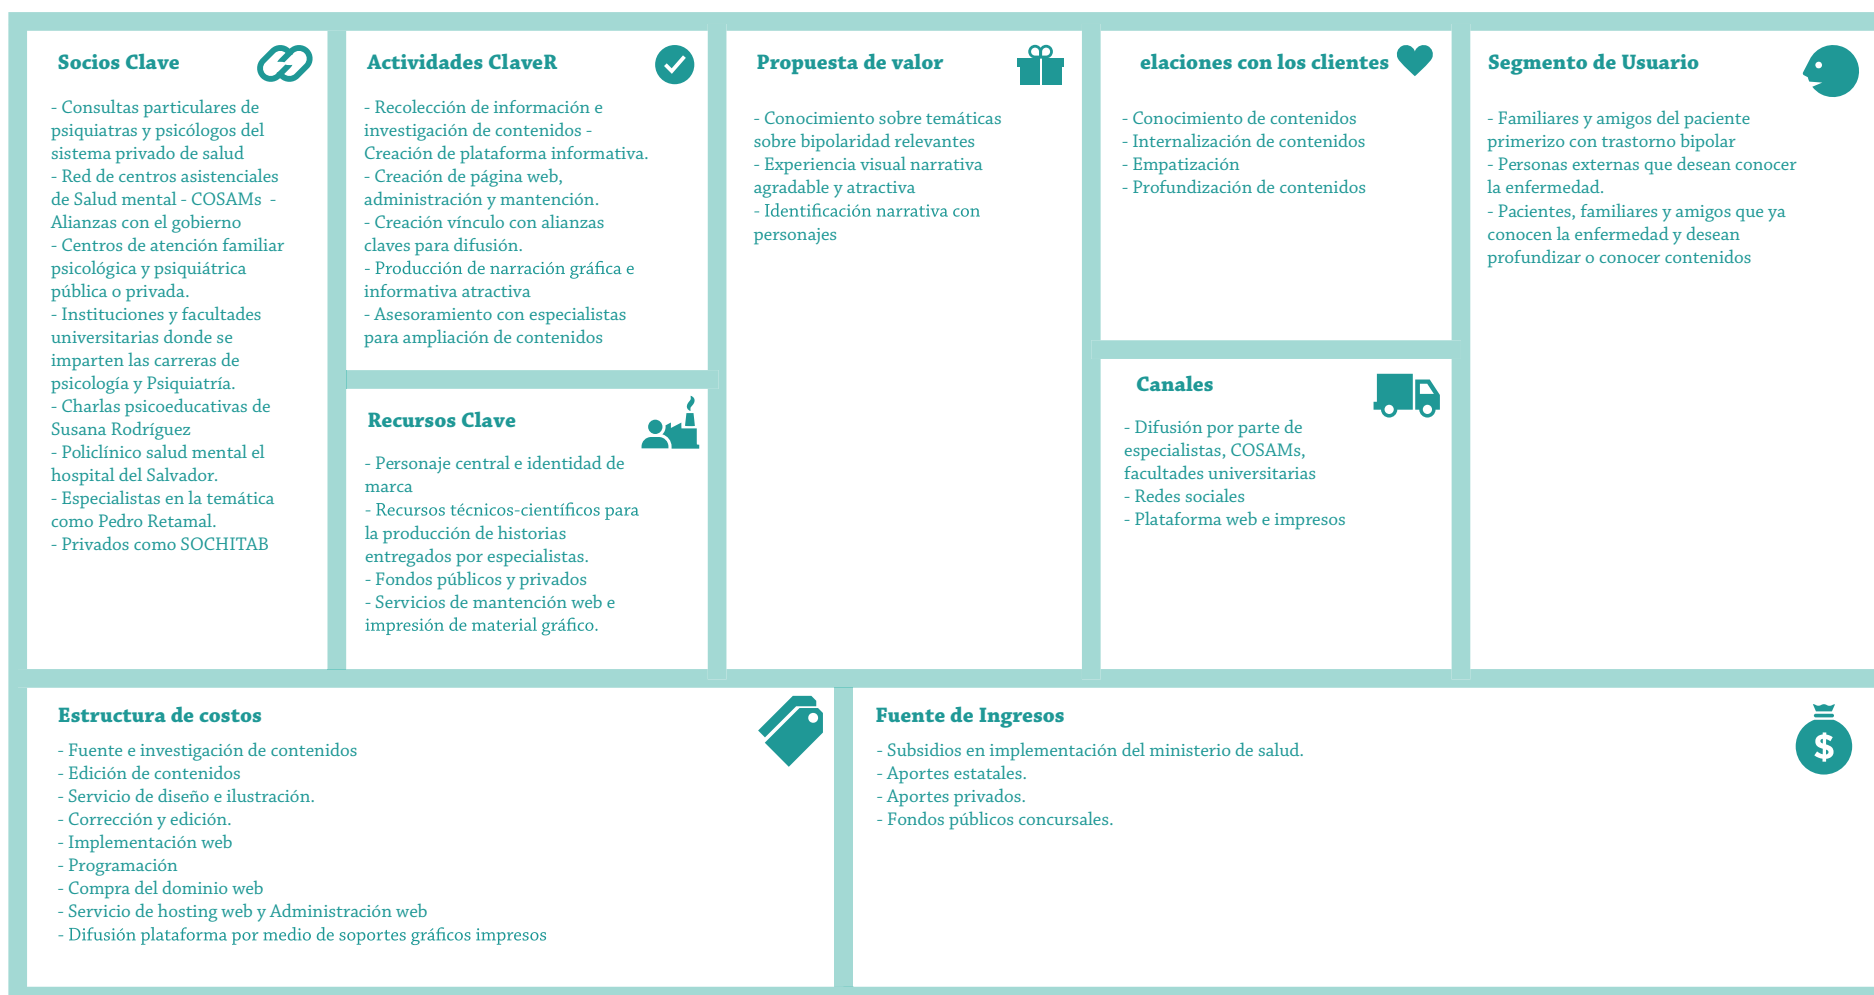 Socios Clave
- Consultas particulares de
psiquiatras y psicólogos del
sistema privado de salud
- Red de centros asistenciales
de Salud mental - COSAMs  -
Alianzas con el gobierno
- Centros de atención familiar
psicológica y psiquiátrica
pública o privada.
- Instituciones y facultades
universitarias donde se
imparten las carreras de
psicología y Psiquiatría.
- Charlas psicoeducativas de
Susana Rodríguez
- Policlínico salud mental el
hospital del Salvador.
- Especialistas en la temática
como Pedro Retamal.
- Privados como SOCHITAB
Actividades ClaveR
- Recolección de información e
investigación de contenidos -
Creación de plataforma informativa.
- Creación de página web,
administración y mantención.
- Creación vínculo con alianzas
claves para difusión.
- Producción de narración gráfica e
informativa atractiva
- Asesoramiento con especialistas
para ampliación de contenidos
Recursos Clave
- Personaje central e identidad de
marca
- Recursos técnicos-científicos para
la producción de historias
entregados por especialistas.
- Fondos públicos y privados
- Servicios de mantención web e
impresión de material gráfico.
Propuesta de valor
- Conocimiento sobre temáticas
sobre bipolaridad relevantes
- Experiencia visual narrativa
agradable y atractiva
- Identificación narrativa con
personajes
elaciones con los clientes
- Conocimiento de contenidos
- Internalización de contenidos
- Empatización
- Profundización de contenidos
Canales
- Difusión por parte de
especialistas, COSAMs,
facultades universitarias
- Redes sociales
- Plataforma web e impresos
Segmento de Usuario
- Familiares y amigos del paciente
primerizo con trastorno bipolar
- Personas externas que desean conocer
la enfermedad.
- Pacientes, familiares y amigos que ya
conocen la enfermedad y desean
profundizar o conocer contenidos
Estructura de costos
- Fuente e investigación de contenidos
- Edición de contenidos
- Servicio de diseño e ilustración.
- Corrección y edición.
- Implementación web
- Programación
- Compra del dominio web
- Servicio de hosting web y Administración web
- Difusión plataforma por medio de soportes gráficos impresos
Fuente de Ingresos
- Subsidios en implementación del ministerio de salud.
- Aportes estatales.
- Aportes privados.
- Fondos públicos concursales.
$